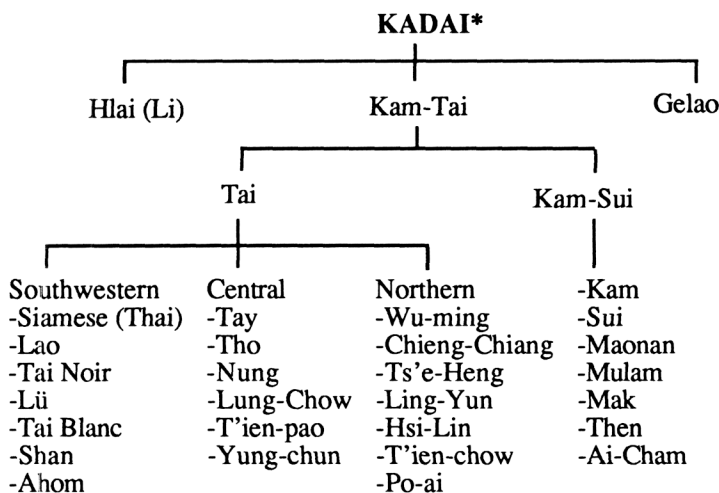 KADAI*
Hlai (Li) Kam-Tai Gelao
Tai Kam-Sui
Southwestern
-Siamese (Thai)
-Lao
-Tai Noir
-Lü
-Tai Blanc
-Shan
-Ahom
Central
-Tay
-Tho
-Nung
-Lung-Chow
-T'ien-pao
-Yung-chun
Northern
-Wu-ming
-Chieng-Chiang
-Ts'e-Heng
-Ling-Yun
-Hsi-Lin
-T'ien-chow
-Po-ai
-Kam
-Sui
-Maonan
-Mulam
-Mak
-Then
-Ai-Cham